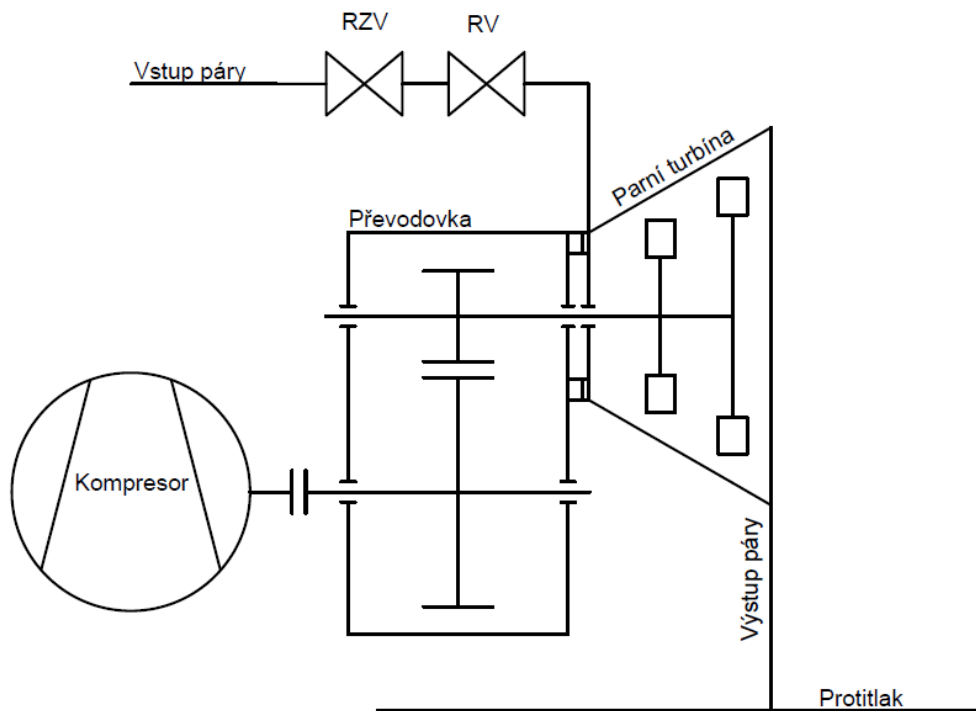 RZV
RV
Vstup páry
Parní turbína
Převodovka
Kompresor
Výstup páry
Protitlak